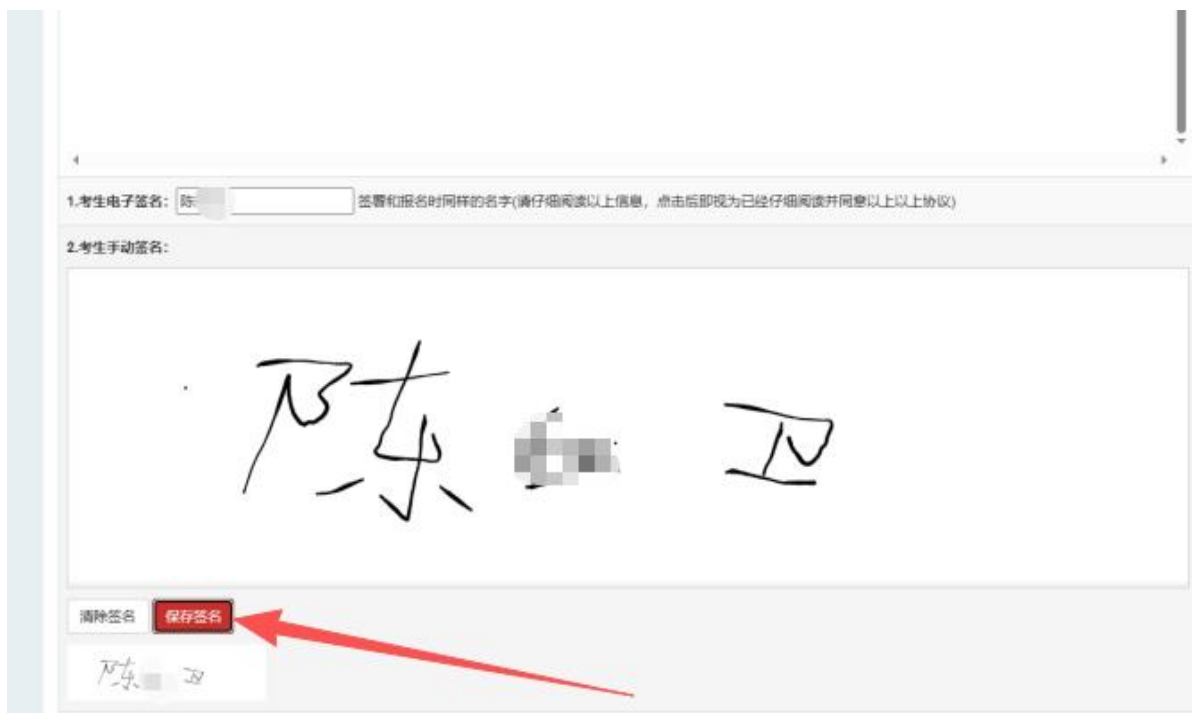 1.考生电子签名: 陈 签署和报名时同样的名字(请仔细阅读以上信息，点击后即视为已经仔细阅读并同意以上以上协议)
2.考生手动签名:
陈 卫
清除签名 保存签名
陈 卫